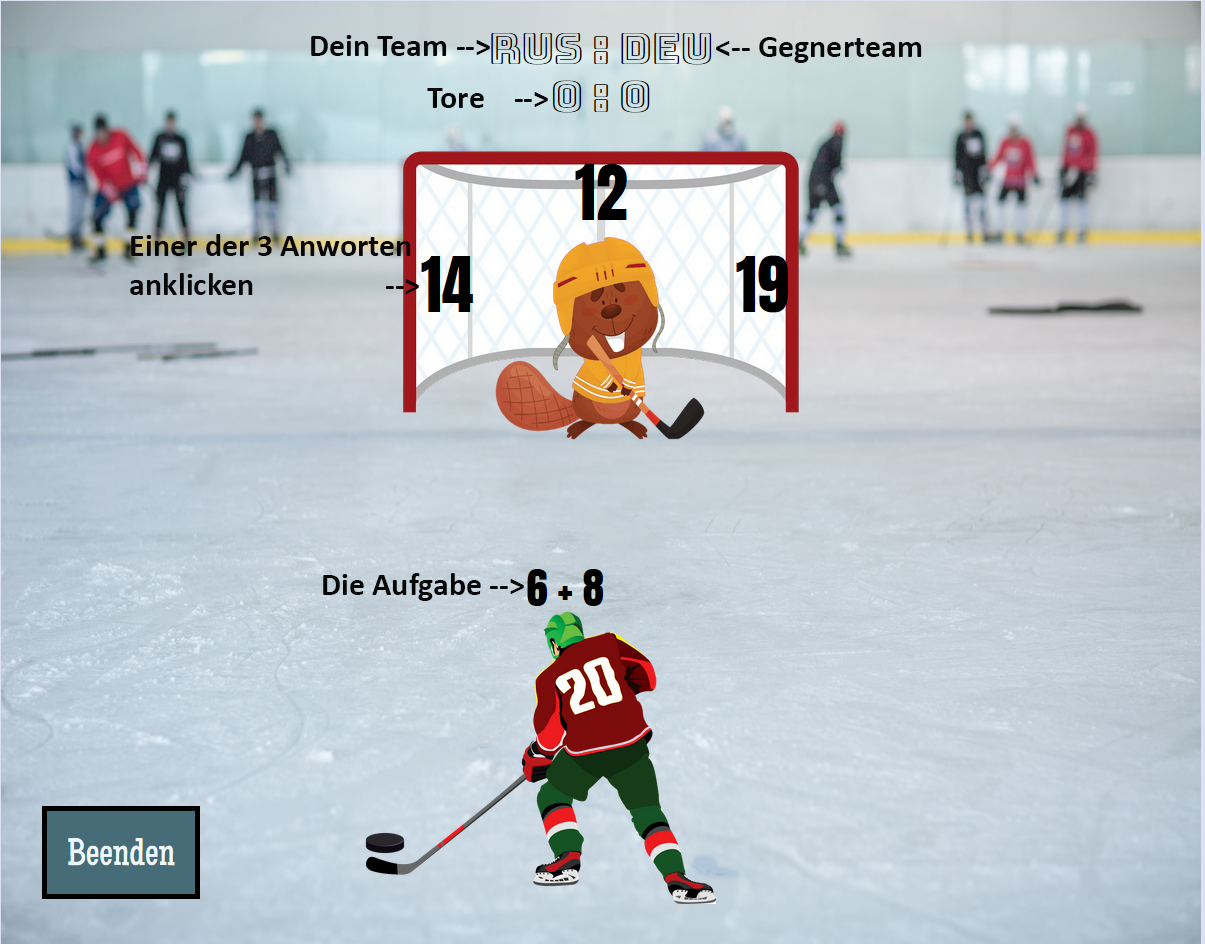 Dein Team -->RUS : DEU<-- Gegnerteam
Tore -->0 : 0
12
Einer der 3 Anworten
anklicken -->14
19
Die Aufgabe -->6 + 8
20
Beenden